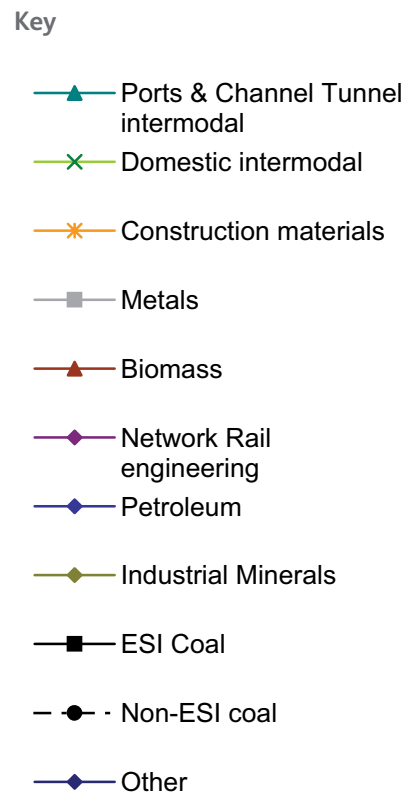 Key
Ports & Channel Tunnel
intermodal
Domestic intermodal
Construction materials
Metals
Biomass
Network Rail
engineering
Petroleum
Industrial Minerals
ESI Coal
Non-ESI coal
Other